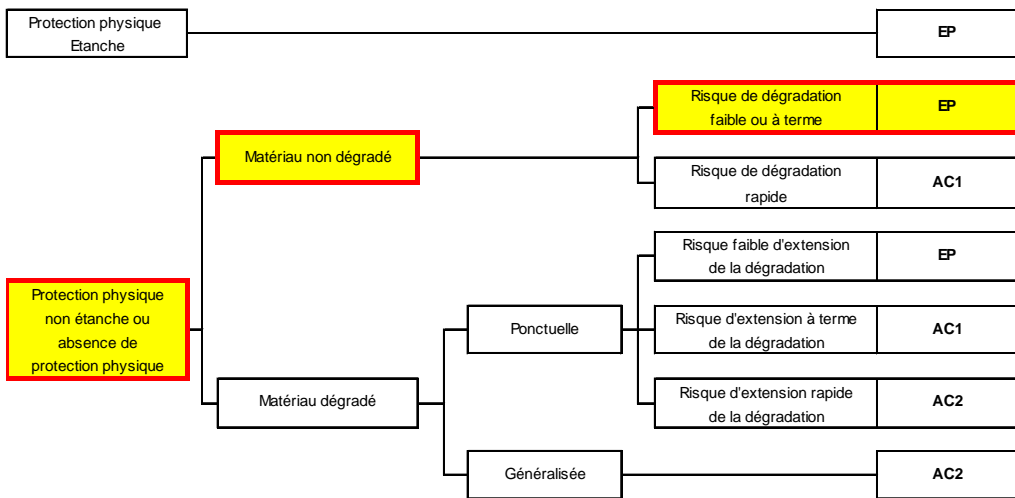 Protection physique
Etanche
EP
Risque de dégradation
faible ou à terme
EP
Matériau non dégradé
Risque de dégradation
rapide
AC1
Risque faible d'extension
de la dégradation
EP
Protection physique
non étanche ou
absence de
protection physique
Ponctuelle
Risque d'extension à terme
de la dégradation
AC1
Matériau dégradé
Risque d'extension rapide
de la dégradation
AC2
Généralisée
AC2